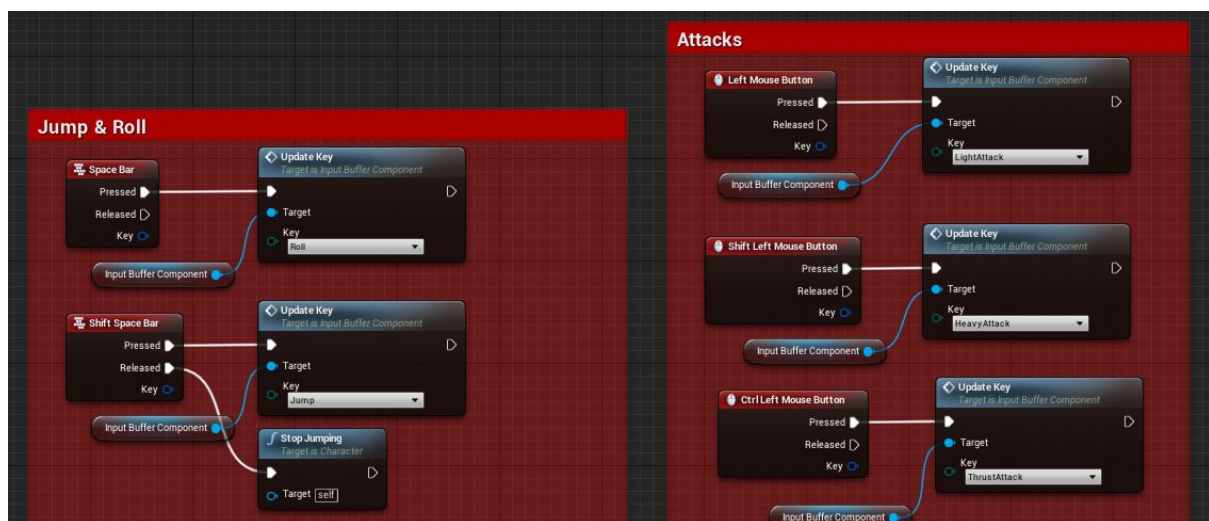 Jump & Roll
Space Bar
Pressed
Released
Key
Input Buffer Component
Update Key
Target is Input Buffer Component
Target
Key
Roll
Shift Space Bar
Pressed
Released
Key
Input Buffer Component
Update Key
Target is Input Buffer Component
Target
Key
Jump
Stop Jumping
Target is Character
Target self
Attacks
Left Mouse Button
Pressed
Released
Key
Input Buffer Component
Update Key
Target is Input Buffer Component
Target
Key
LightAttack
Shift Left Mouse Button
Pressed
Released
Key
Input Buffer Component
Update Key
Target is Input Buffer Component
Target
Key
HeavyAttack
Ctrl Left Mouse Button
Pressed
Released
Key
Input Buffer Component
Update Key
Target is Input Buffer Component
Target
Key
ThrustAttack